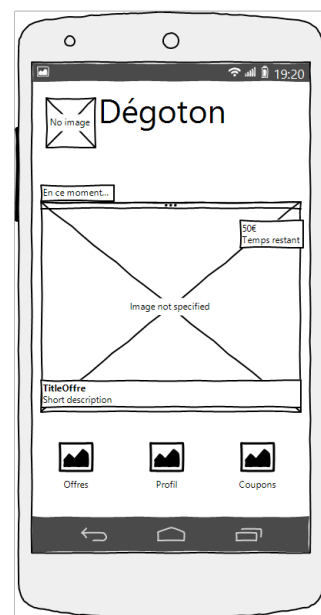 19:20
No image
Dégoton
En ce moment...
50€
Temps restant
Image not specified
TitleOffre
Short description
Offres
Profil
Coupons